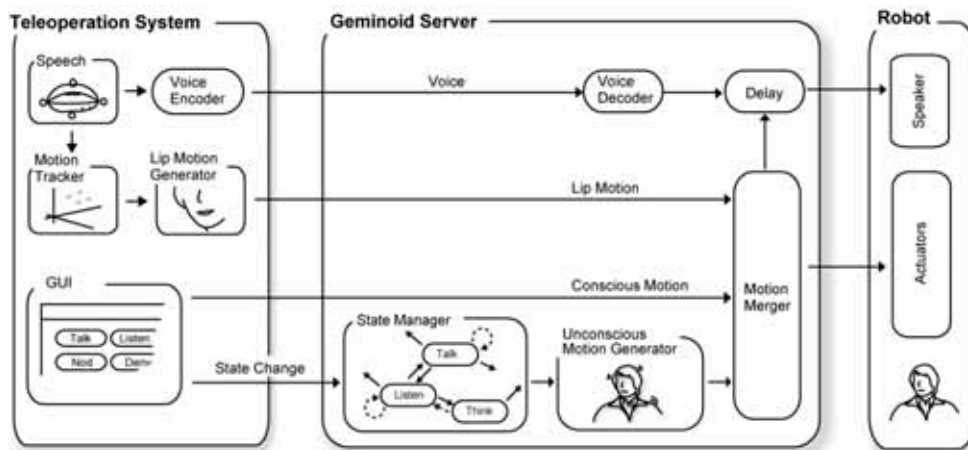 Teleoperation System
Geminoid Server
Robot
Speech
Voice
Encoder
Voice
Voice
Decoder
Delay
Speaker
Motion
Tracker
Lip Motion
Generator
Lip Motion
Motion
Merger
Actuators
GUI
Talk
Listen
Nod
Deny
Conscious Motion
State Change
State Manager
Talk
Listen
Think
Unconscious
Motion Generator